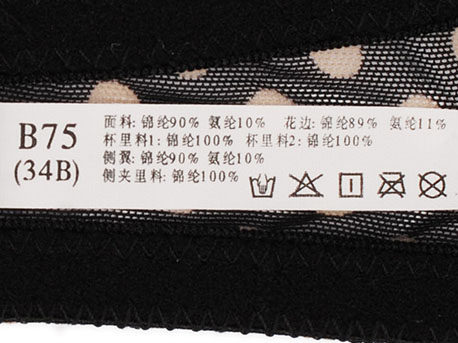 B75
(34B)
面料: 锦纶90% 氨纶10% 花边: 锦纶89% 氨纶11%
杯里料1: 锦纶100% 杯里料2: 锦纶100%
侧翼: 锦纶90% 氨纶10%
侧夹里料: 锦纶100%